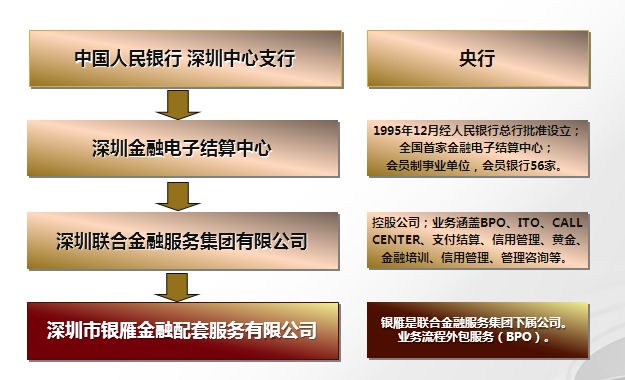 中国人民银行 深圳中心支行
央行
深圳金融电子结算中心
1995年12月经人民银行总行批准设立；
全国首家金融电子结算中心；
会员制事业单位，会员银行56家。
深圳联合金融服务集团有限公司
控股公司；业务涵盖BPO、ITO、CALL
CENTER、支付结算、信用管理、黄金、
金融培训、信用管理、管理咨询等。
深圳市银雁金融配套服务有限公司
银雁是联合金融服务集团下属公司。
业务流程外包服务（BPO）。